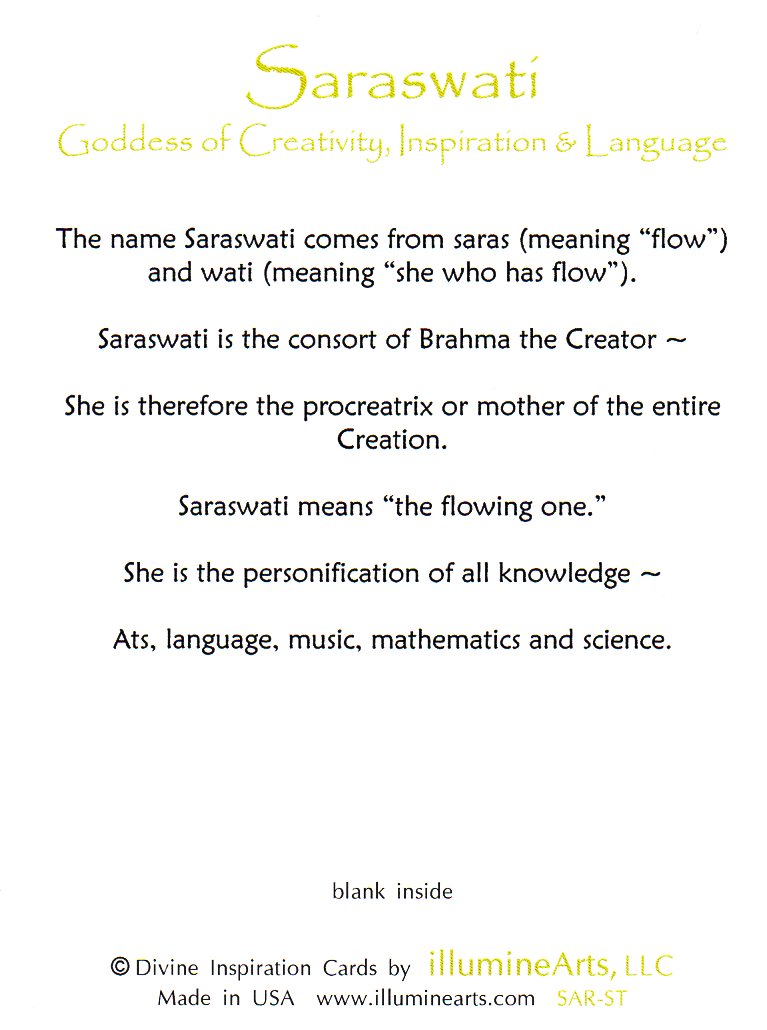 Saraswati
Goddess of Creativity, Inspiration & Language
The name Saraswati comes from saras (meaning “flow”)
and wati (meaning “she who has flow”).
Saraswati is the consort of Brahma the Creator ~
She is therefore the procreatrix or mother of the entire
Creation.
Saraswati means “the flowing one.”
She is the personification of all knowledge ~
Ats, language, music, mathematics and science.
blank inside
© Divine Inspiration Cards by illumineArts, LLC
Made in USA www.illuminearts.com SAR-ST